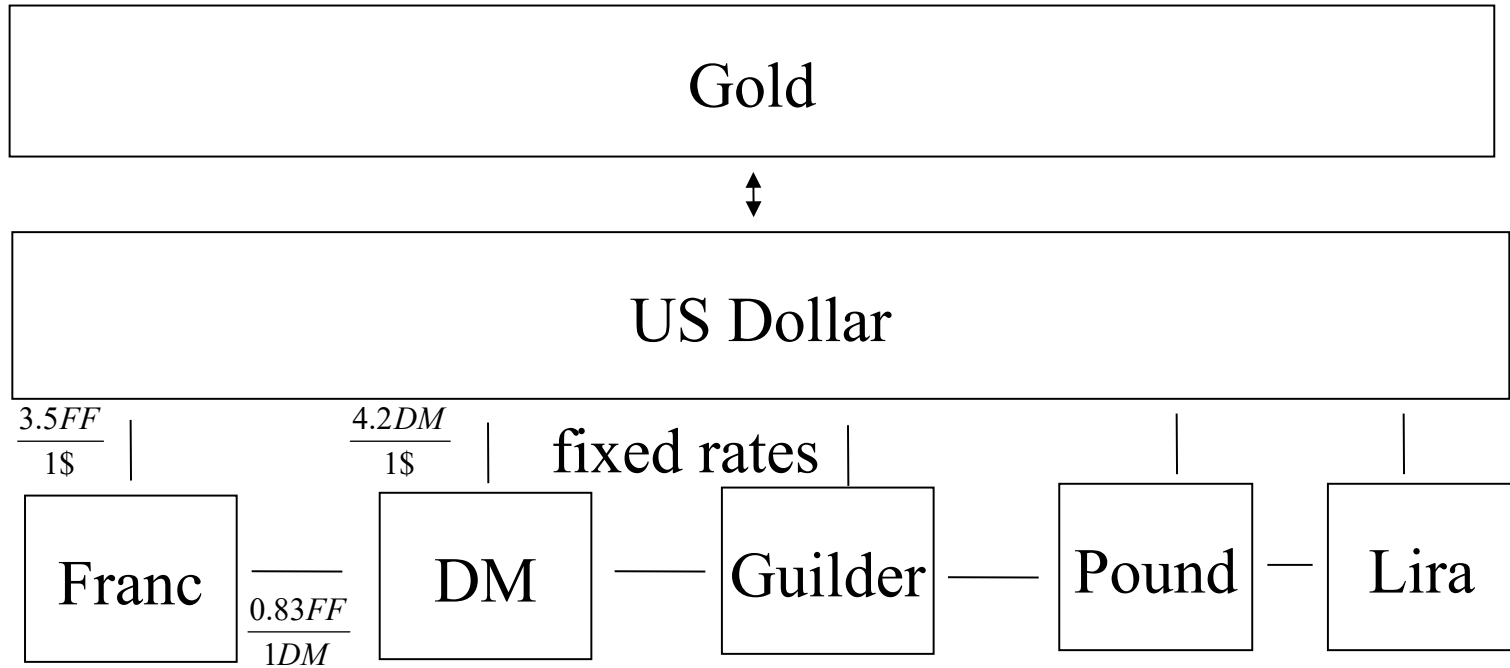 Gold
US Dollar
3.5FF
1$
4.2DM
1$
fixed rates
Franc
0.83FF
1DM
DM
Guilder
Pound
Lira